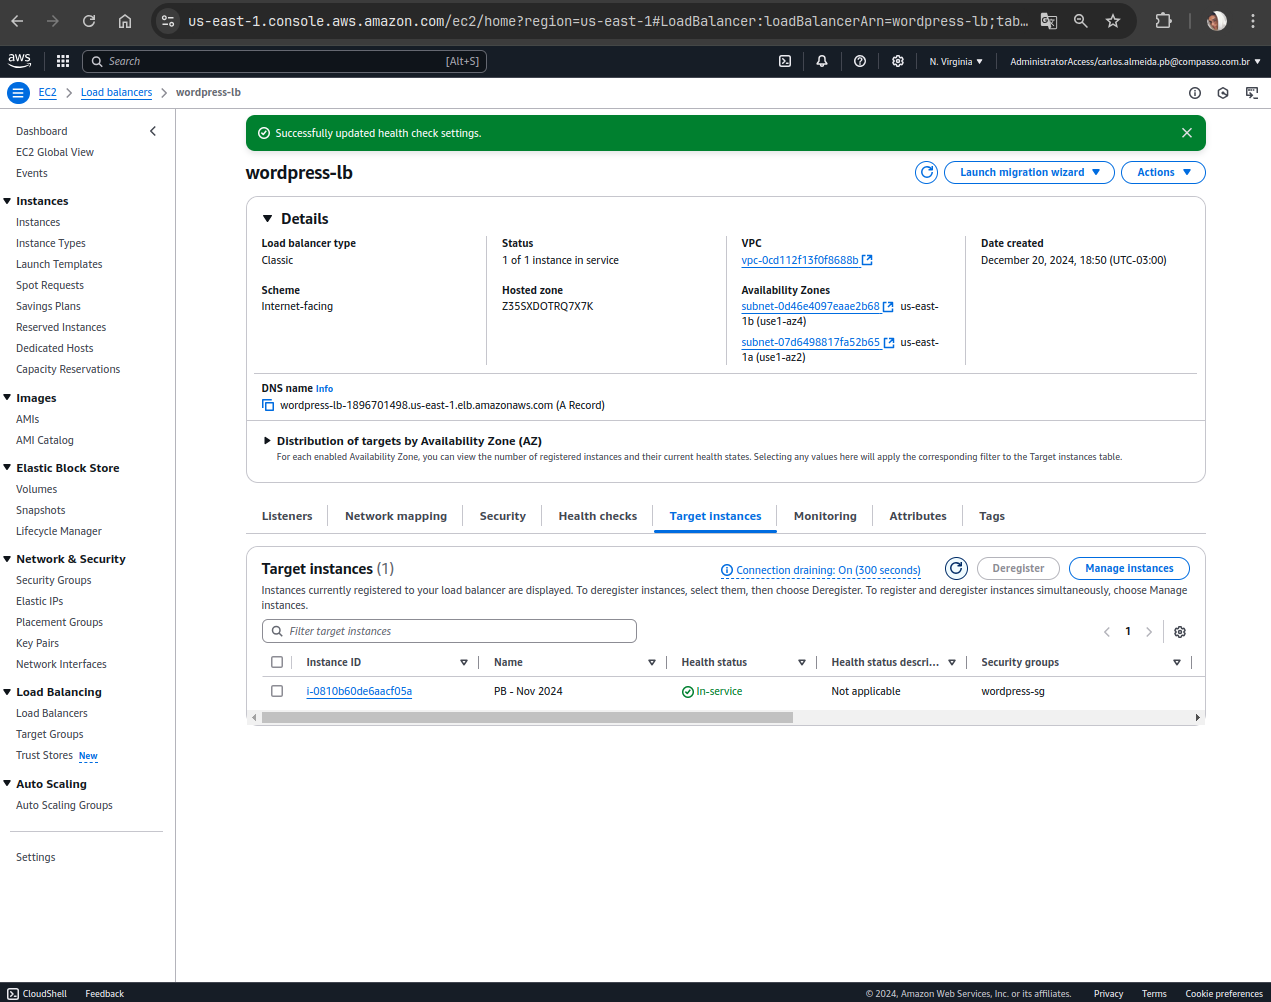 us-east-1.console.aws.amazon.com/ec2/home?region=us-east-1#LoadBalancer:loadBalancerArn=wordpress-lb;tab...
aws
Search [Alt+S]
N. Virginia
AdministratorAccess/carlos.almeida.pb@compasso.com.br
EC2
Load balancers
wordpress-lb
Dashboard
EC2 Global View
Events
Instances
Instances
Instance Types
Launch Templates
Spot Requests
Savings Plans
Reserved Instances
Dedicated Hosts
Capacity Reservations
Images
AMIs
AMI Catalog
Elastic Block Store
Volumes
Snapshots
Lifecycle Manager
Network & Security
Security Groups
Elastic IPs
Placement Groups
Key Pairs
Network Interfaces
Load Balancing
Load Balancers
Target Groups
Trust Stores New
Auto Scaling
Auto Scaling Groups
Settings
Successfully updated health check settings.
wordpress-lb
Launch migration wizard
Actions
Details
Load balancer type
Classic
Scheme
Internet-facing
Status
1 of 1 instance in service
Hosted zone
Z35SXDOTRQ7X7K
VPC
vpc-0cd112f13f0f8688b
Availability Zones
subnet-0d46e4097eaae2b68 us-east-
1b (use1-az4)
subnet-07d6498817fa52b65 us-east-
1a (use1-az2)
Date created
December 20, 2024, 18:50 (UTC-03:00)
DNS name Info
wordpress-lb-1896701498.us-east-1.elb.amazonaws.com (A Record)
Distribution of targets by Availability Zone (AZ)
For each enabled Availability Zone, you can view the number of registered instances and their current health states. Selecting any values here will apply the corresponding filter to the Target instances table.
Listeners
Network mapping
Security
Health checks
Target instances
Monitoring
Attributes
Tags
Target instances (1)
Connection draining: On (300 seconds)
Deregister
Manage instances
Instances currently registered to your load balancer are displayed. To deregister instances, select them, then choose Deregister. To register and deregister instances simultaneously, choose Manage
instances.
Filter target instances
1
Instance ID
Name
Health status
Health status descri...
Security groups
i-0810b60de6aacf05a
PB - Nov 2024
In-service
Not applicable
wordpress-sg
CloudShell
Feedback
© 2024, Amazon Web Services, Inc. or its affiliates.
Privacy
Terms
Cookie preferences